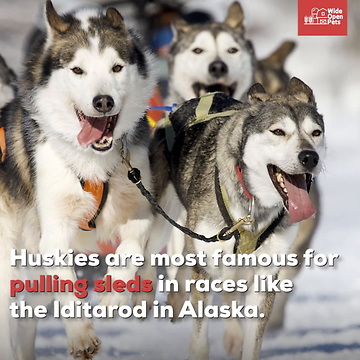 Wide
Open
Pets
Huskies are most famous for
pulling sleds in races like
the Iditarod in Alaska.